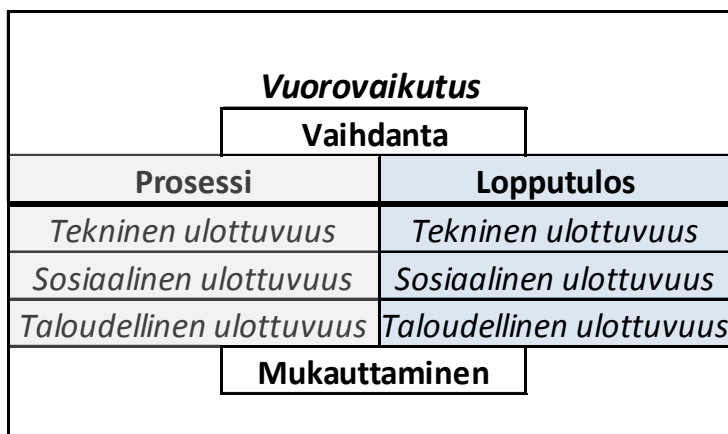 Vuorovaikutus
Vaihdanta
Prosessi Lopputulos
Tekninen ulottuvuus Tekninen ulottuvuus
Sosiaalinen ulottuvuus Sosiaalinen ulottuvuus
Taloudellinen ulottuvuus Taloudellinen ulottuvuus
Mukauttaminen